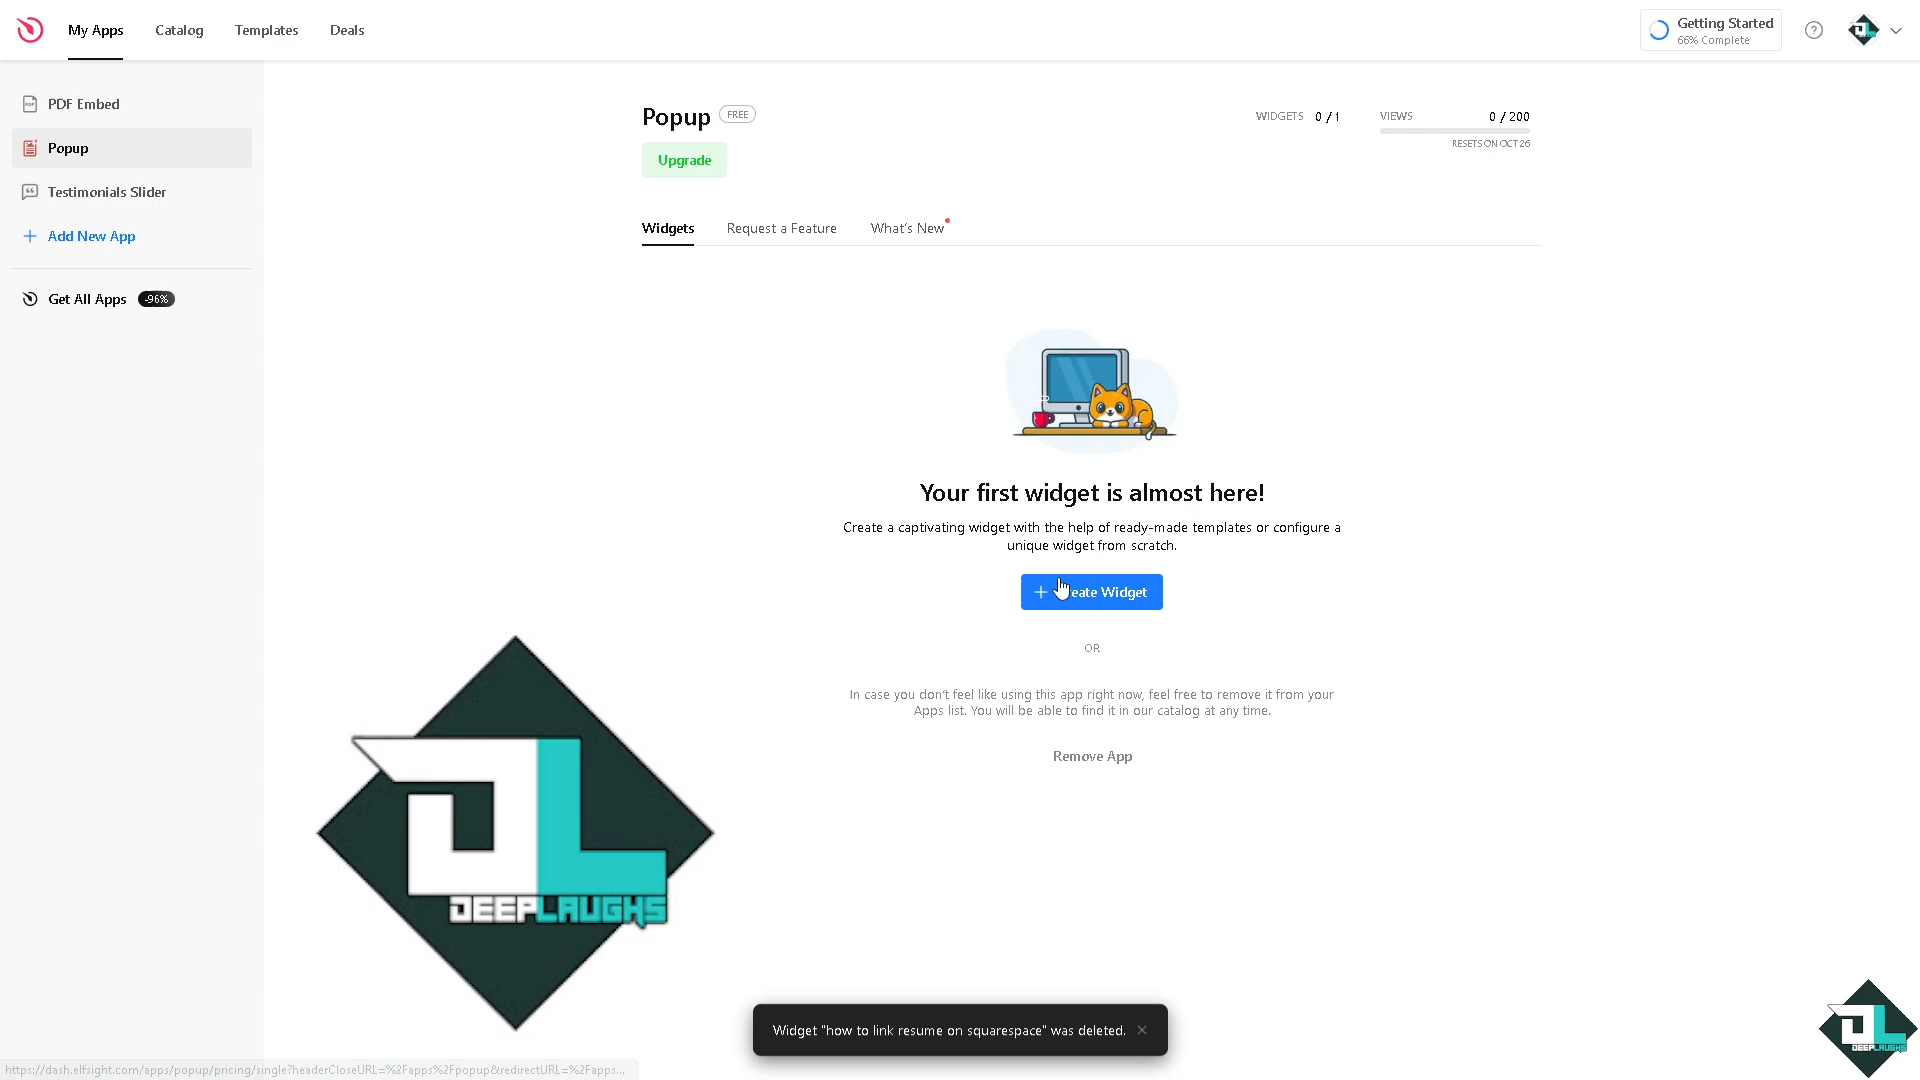 My Apps
Catalog
Templates
Deals
Getting Started
66% Complete
PDF Embed
Popup
Testimonials Slider
Add New App
Get All Apps
-96%
Popup
FREE
WIDGETS 0 / 1
VIEWS 0 / 200
RESETS ON OCT 26
Upgrade
Widgets
Request a Feature
What's New
Your first widget is almost here!
Create a captivating widget with the help of ready-made templates or configure a
unique widget from scratch.
eate Widget
OR
In case you don't feel like using this app right now, feel free to remove it from your
Apps list. You will be able to find it in our catalog at any time.
Remove App
DEEPLAUGHS
Widget "how to link resume on squarespace" was deleted.
DEEPLAUGHS
https://dash.elfsight.com/apps/popup/pricing/single?headerCloseURL=%2Fapps%2Fpopup&redirectURL=%2Fapps...